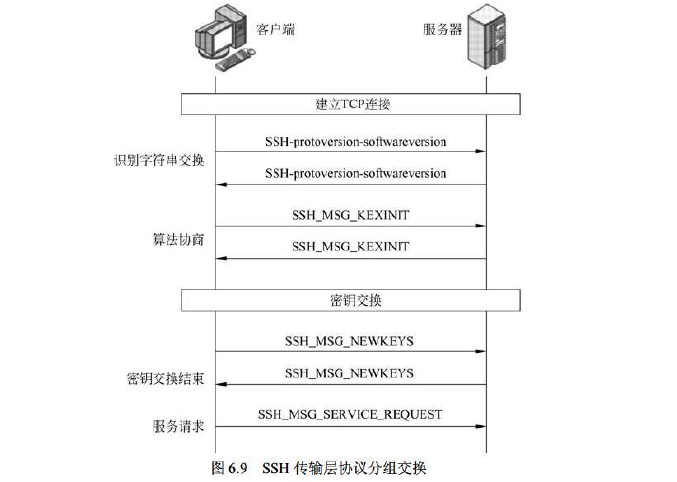 客户端
服务器
建立TCP连接
SSH-protoversion-softwareversion
识别字符串交换
SSH-protoversion-softwareversion
SSH_MSG_KEXINIT
算法协商
SSH_MSG_KEXINIT
密钥交换
SSH_MSG_NEWKEYS
SSH_MSG_NEWKEYS
密钥交换结束
SSH_MSG_SERVICE_REQUEST
服务请求
图 6.9 SSH 传输层协议分组交换